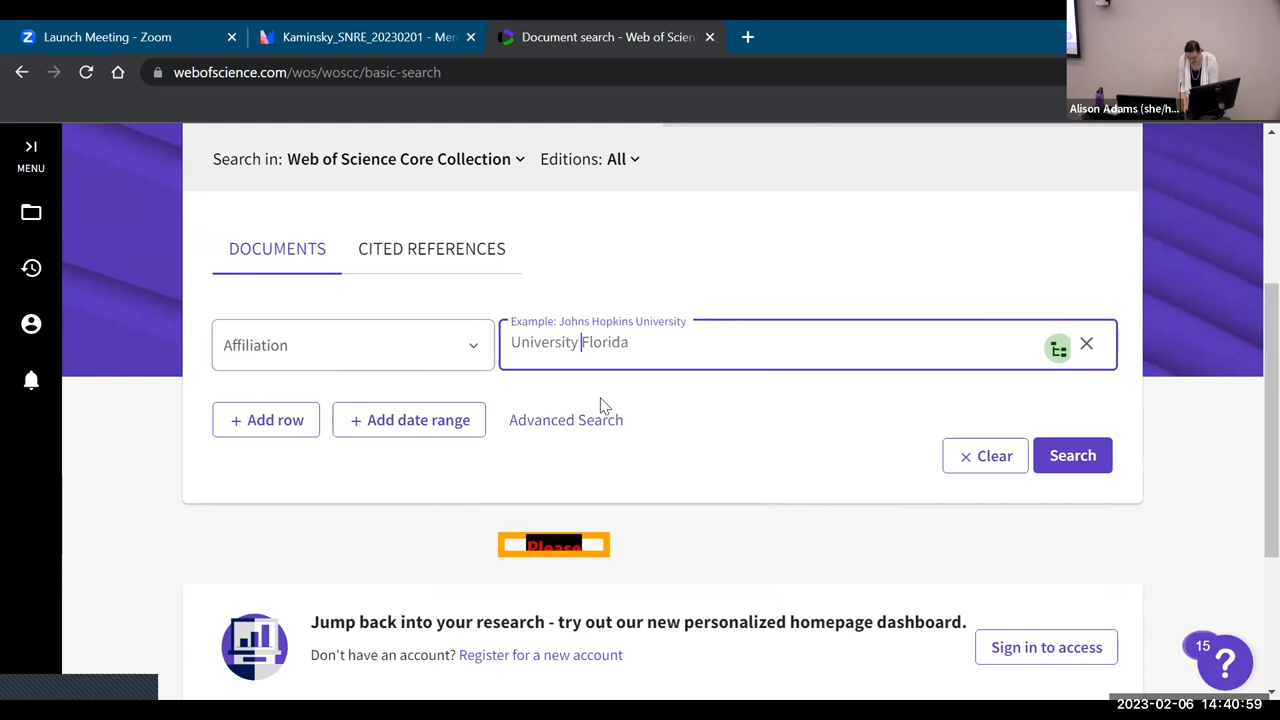 Launch Meeting - Zoom
Kaminsky_SNRE_20230201 - Men
Document search - Web of Scien
webofscience.com/wos/woscc/basic-search
Alison Adams (she/h...
MENU
Search in: Web of Science Core Collection
Editions: All
DOCUMENTS
CITED REFERENCES
Affiliation
Example: Johns Hopkins University
University Florida
+ Add row
+ Add date range
Advanced Search
× Clear
Search
Please
Jump back into your research - try out our new personalized homepage dashboard.
Don't have an account? Register for a new account
Sign in to access
15
?
2023-02-06 14:40:59